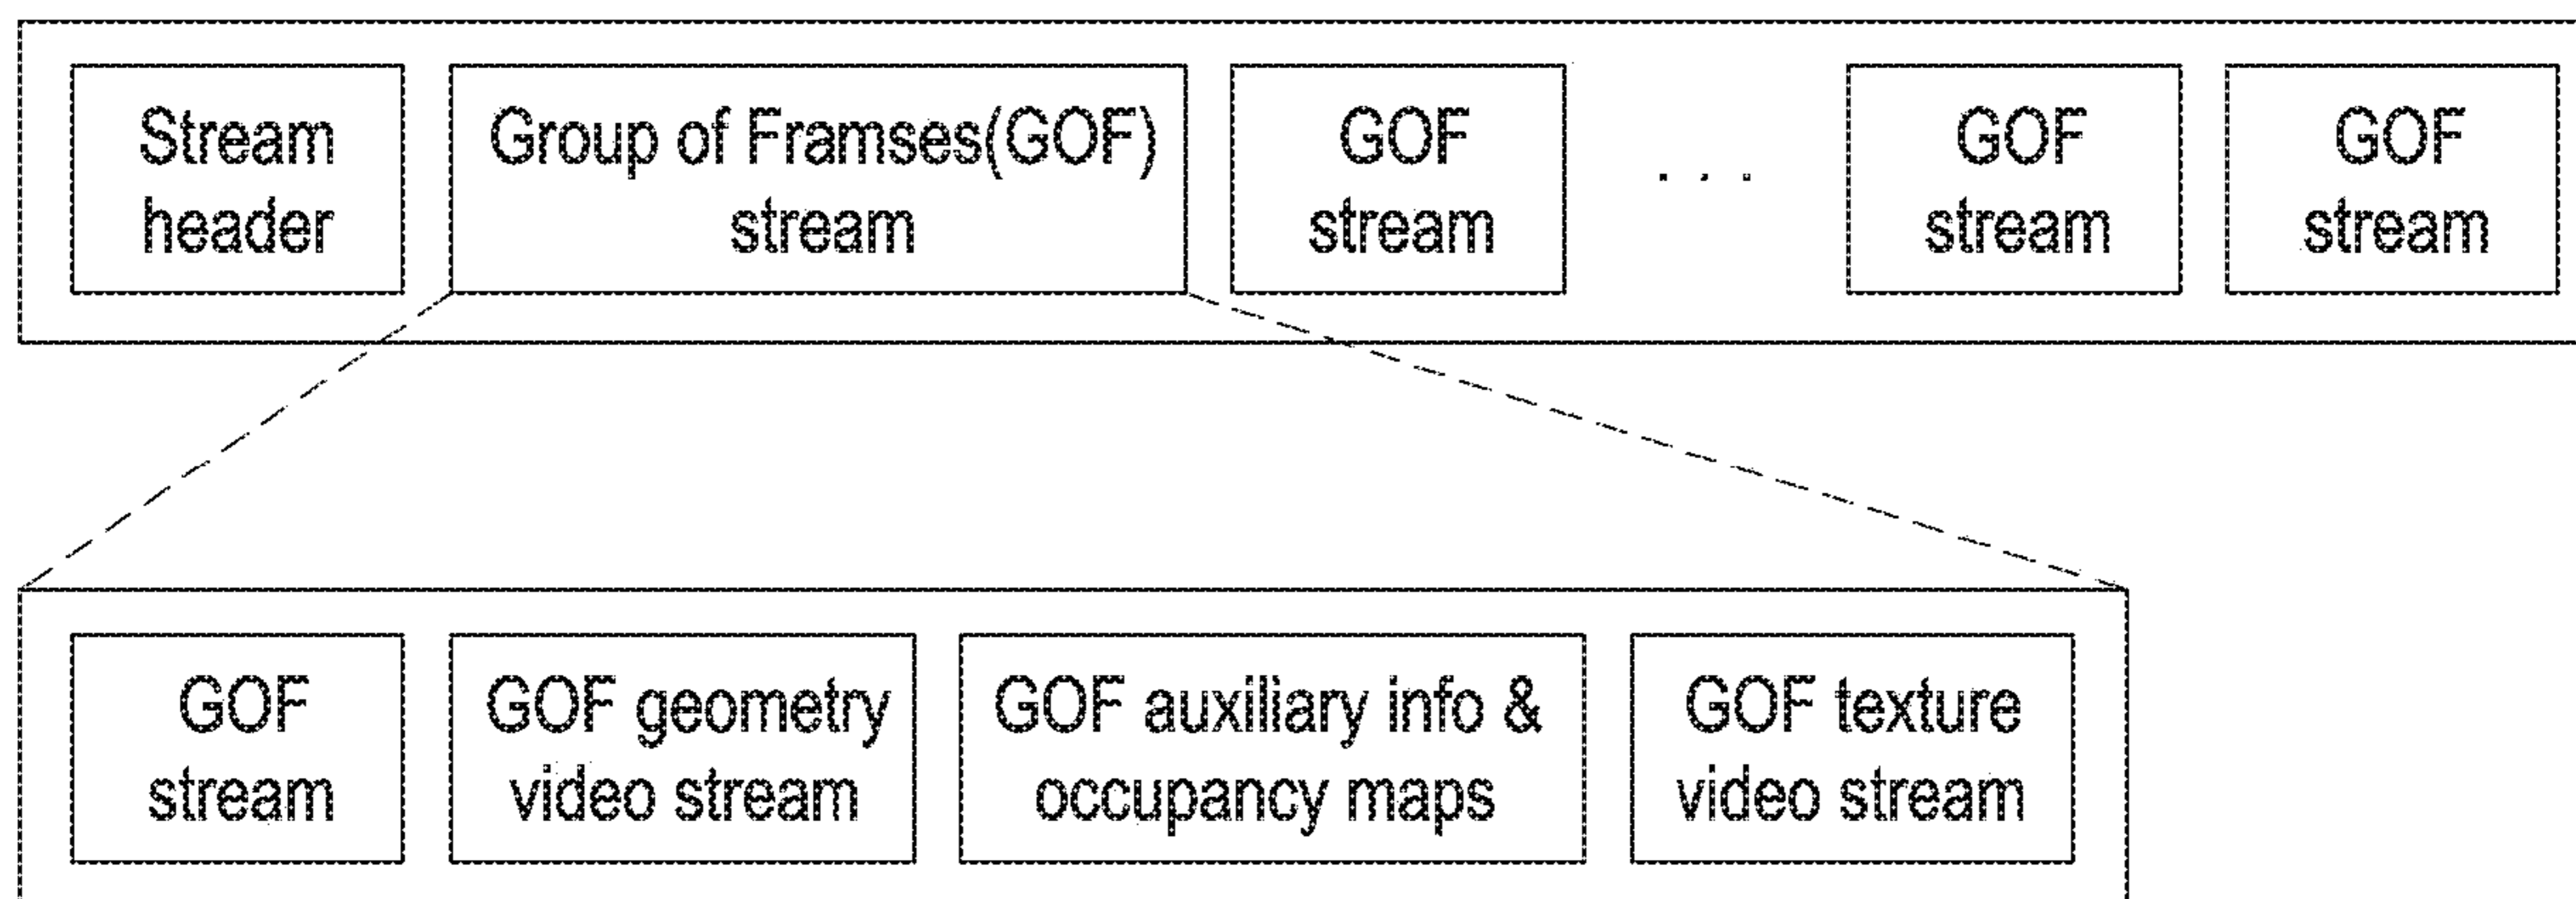 Stream
header
Group of Framses(GOF)
stream
GOF
stream
. . .
GOF
stream
GOF
stream
GOF
stream
GOF geometry
video stream
GOF auxiliary info &
occupancy maps
GOF texture
video stream